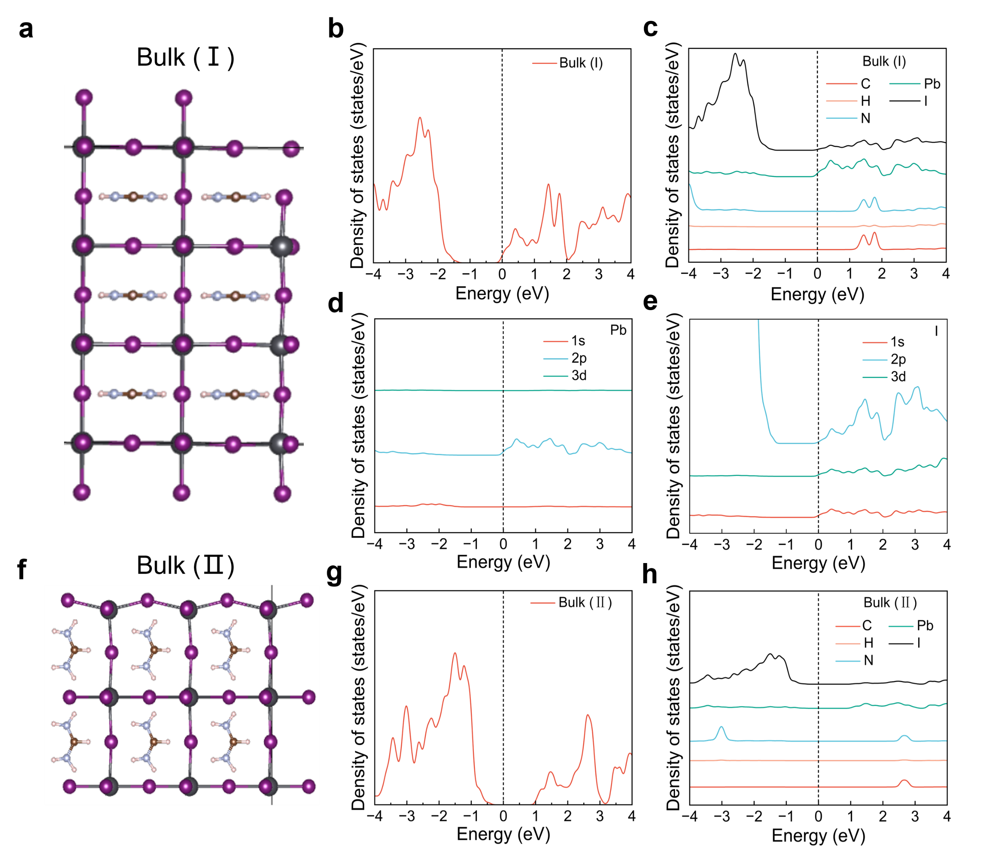 a
Bulk (Ⅰ)
b
Density of states (states/eV)
Bulk (I)
−4 −3 −2 −1 0 1 2 3 4
Energy (eV)
c
Density of states (states/eV)
Bulk (I)
C Pb
H I
N
−4 −3 −2 −1 0 1 2 3 4
Energy (eV)
d
Density of states (states/eV)
Pb
1s
2p
3d
−4 −3 −2 −1 0 1 2 3 4
Energy (eV)
e
Density of states (states/eV)
I
1s
2p
3d
−4 −3 −2 −1 0 1 2 3 4
Energy (eV)
f
Bulk (Ⅱ)
g
Density of states (states/eV)
Bulk (Ⅱ)
−4 −3 −2 −1 0 1 2 3 4
Energy (eV)
h
Density of states (states/eV)
Bulk (Ⅱ)
C Pb
H I
N
−4 −3 −2 −1 0 1 2 3 4
Energy (eV)